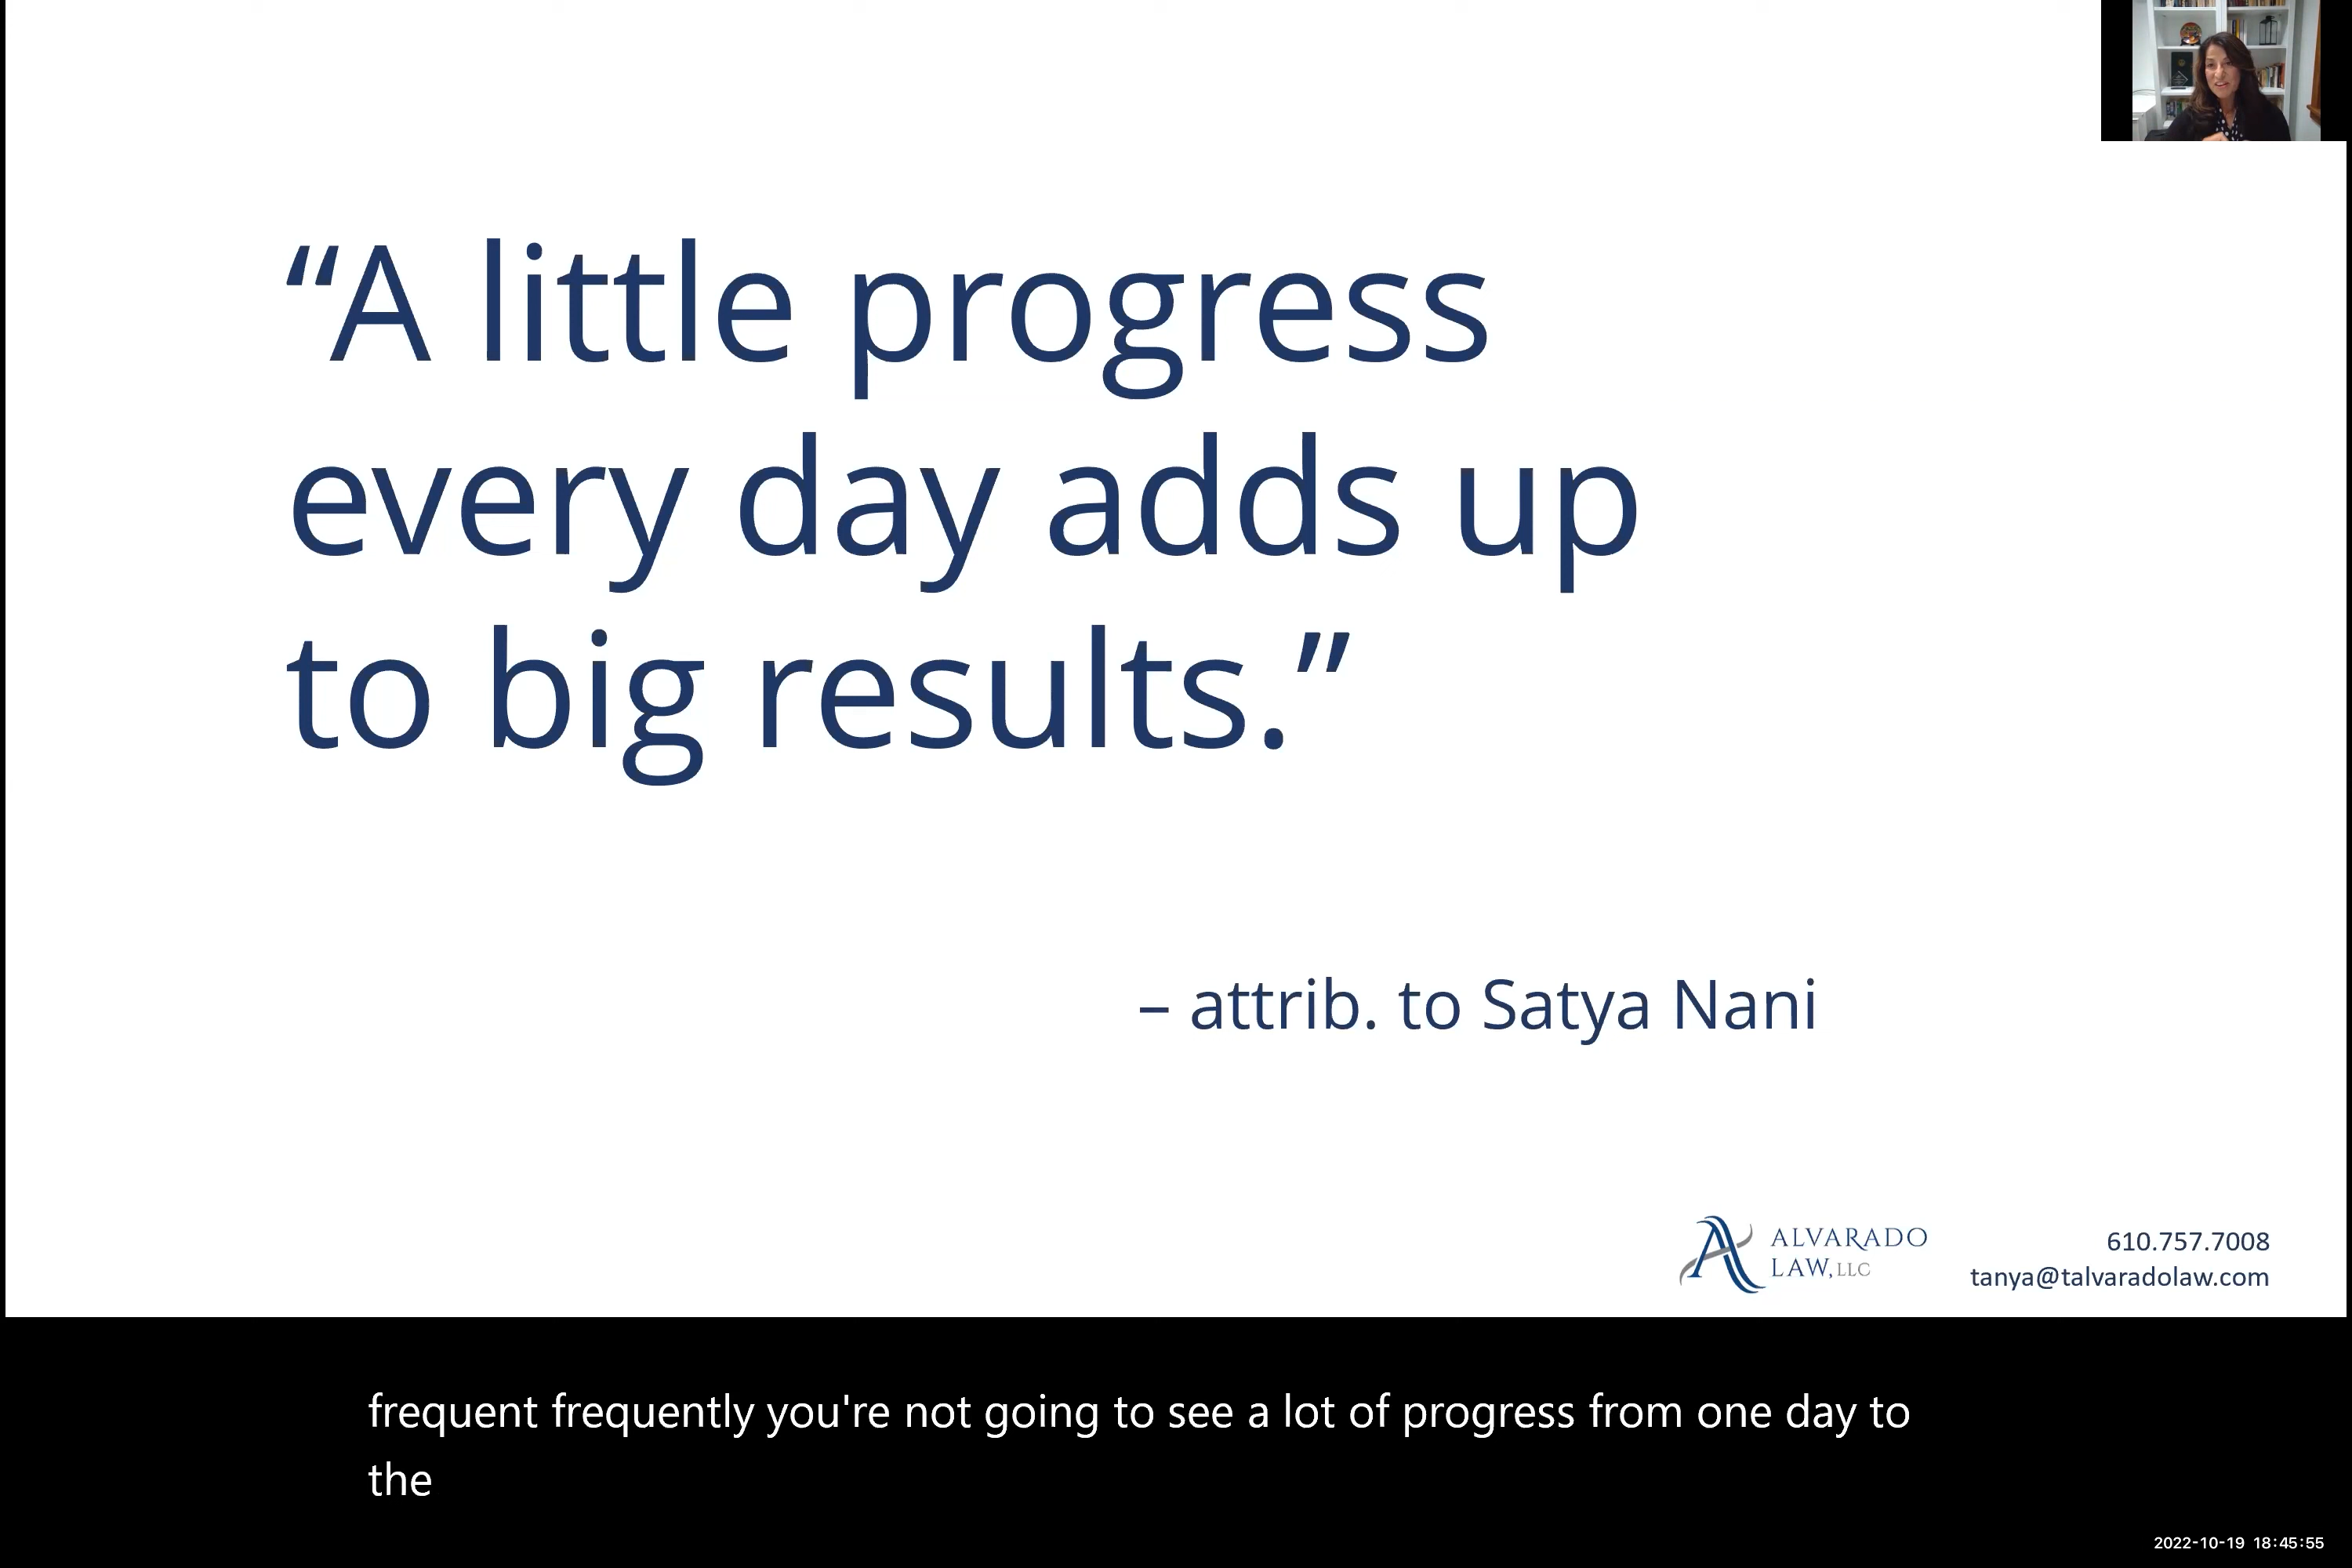 “A little progress
every day adds up
to big results.”
– attrib. to Satya Nani
ALVARADO
LAW, LLC
610.757.7008
tanya@talvaradolaw.com
frequent frequently you're not going to see a lot of progress from one day to
the
2022-10-19 18:45:55